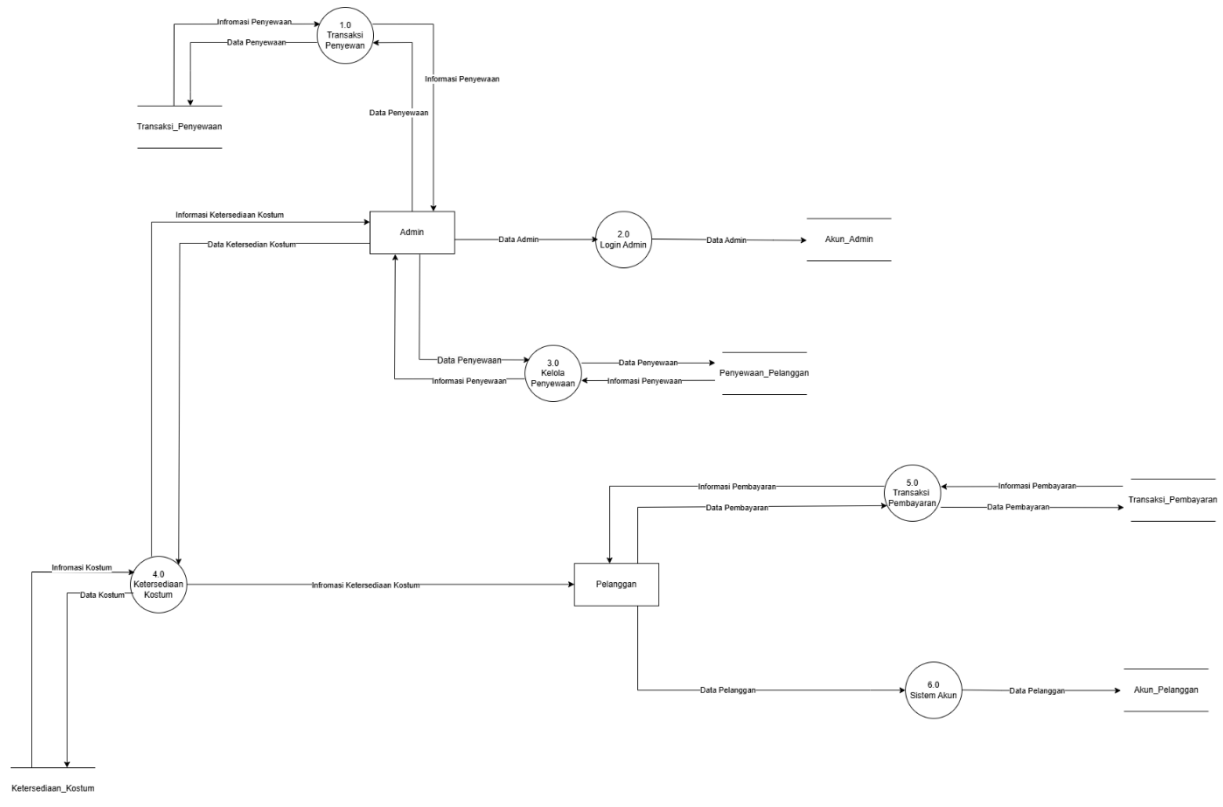 Infromasi Penyewaan
1.0
Transaksi
Penyewan
Data Penyewaan
Informasi Penyewaan
Data Penyewaan
Transaksi_Penyewaan
Informasi Ketersediaan Kostum
Admin
Data Ketersedian Kostum
Data Admin
2.0
Login Admin
Data Admin
Akun_Admin
Data Penyewaan
Informasi Penyewaan
3.0
Kelola
Penyewaan
Data Penyewaan
Informasi Penyewaan
Penyewaan_Pelanggan
Informasi Pembayaran
Data Pembayaran
5.0
Transaksi
Pembayaran
Informasi Pembayaran
Data Pembayaran
Transaksi_Pembayaran
Infromasi Kostum
Data Kostum
4.0
Ketersediaan
Kostum
Infromasi Ketersediaan Kostum
Pelanggan
Data Pelanggan
6.0
Sistem Akun
Data Pelanggan
Akun_Pelanggan
Ketersediaan_Kostum